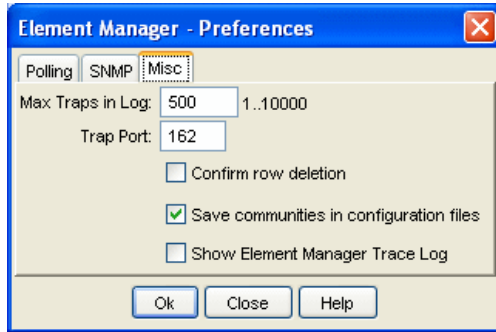 Element Manager - Preferences
Polling SNMP Misc
Max Traps in Log: 500 1..10000
Trap Port: 162
Confirm row deletion
Save communities in configuration files
Show Element Manager Trace Log
Ok Close Help